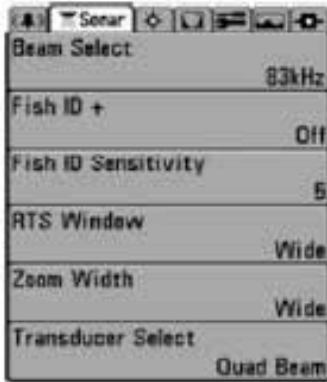 Sonar
Beam Select
83kHz
Fish ID +
Off
Fish ID Sensitivity
5
RTS Window
Wide
Zoom Width
Wide
Transducer Select
Quad Beam